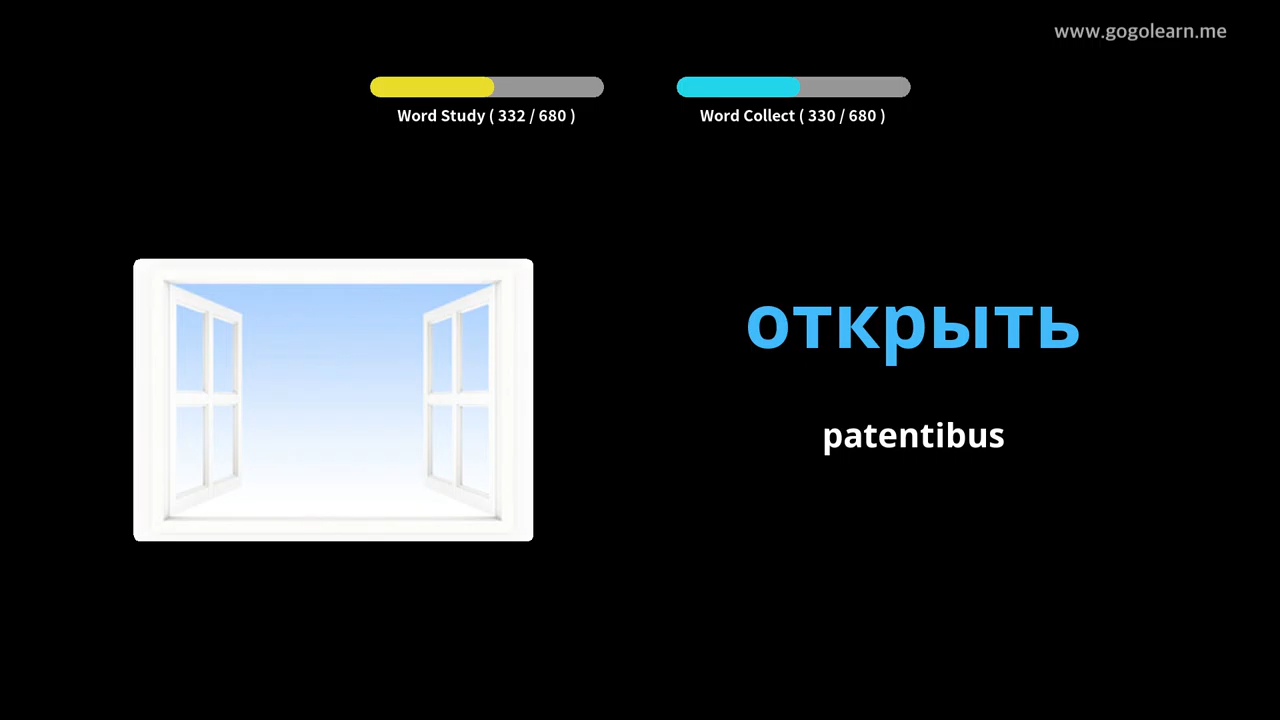 www.gogolearn.me
Word Study ( 332 / 680 )
Word Collect ( 330 / 680 )
открыть
patentibus